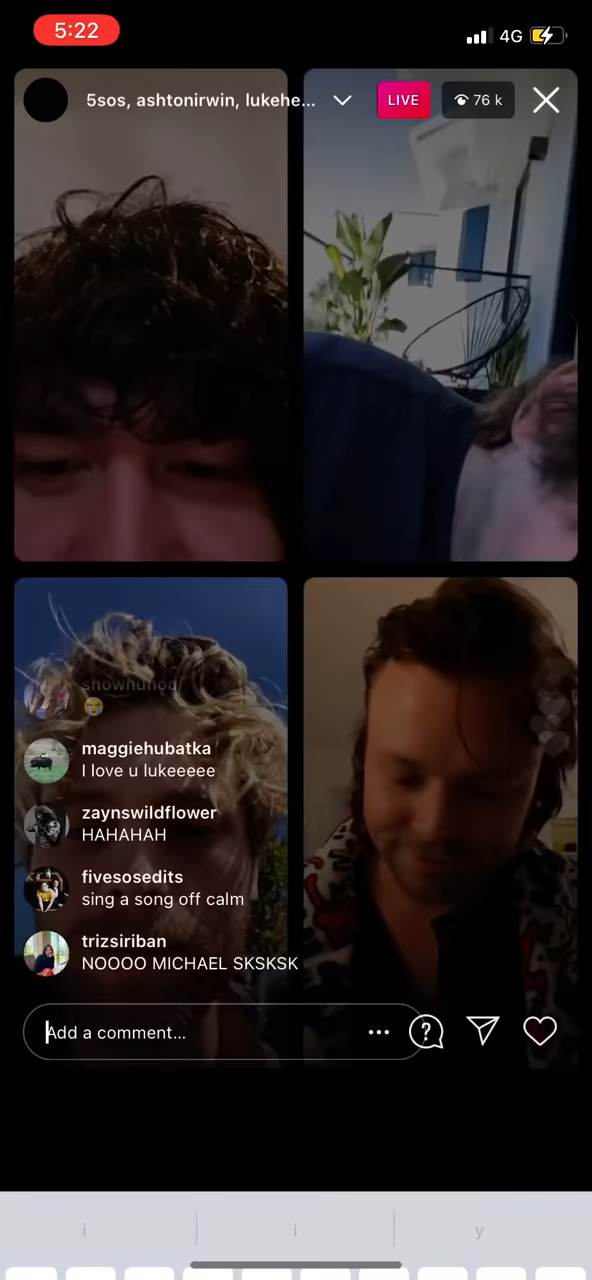 5:22
4G
5sos, ashtonirwin, lukehe...
LIVE
76 k
😭
maggiehubatka
I love u lukeeeee
zaynswildflower
HAHAHAH
fivesosedits
sing a song off calm
trizsiriban
NOOOO MICHAEL SKSKSK
Add a comment...
?
i i y